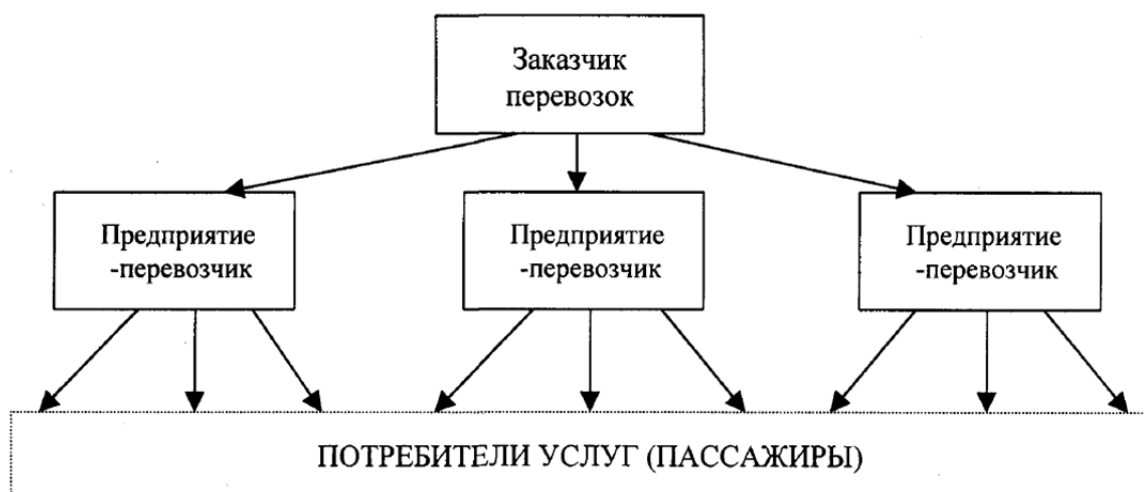 Заказчик
перевозок
Предприятие
-перевозчик
Предприятие
-перевозчик
Предприятие
-перевозчик
ПОТРЕБИТЕЛИ УСЛУГ (ПАССАЖИРЫ)